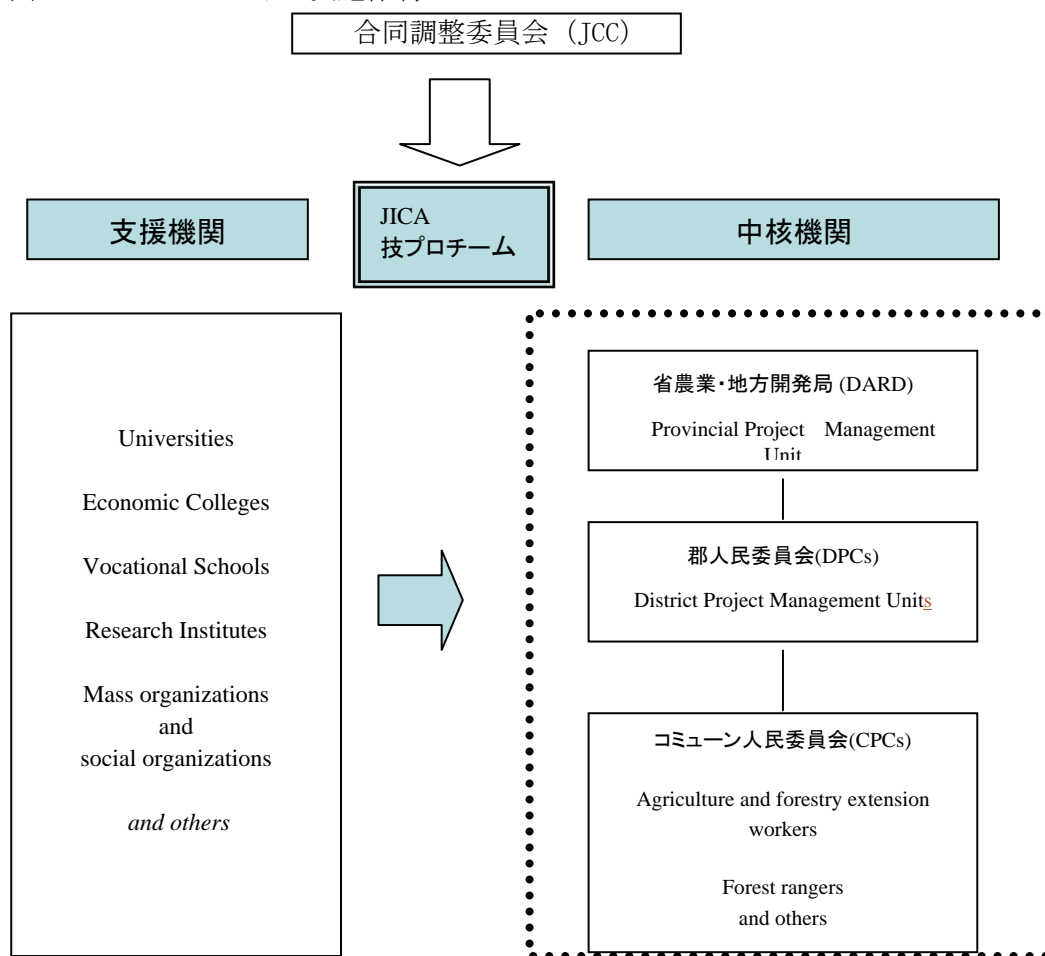 合同調整委員会 (JCC)
支援機関
JICA
技プロチーム
中核機関
Universities
Economic Colleges
Vocational Schools
Research Institutes
Mass organizations
and
social organizations
and others
省農業・地方開発局 (DARD)
Provincial Project Management
Unit
郡人民委員会(DPCs)
District Project Management Units
コミューン人民委員会(CPCs)
Agriculture and forestry extension
workers
Forest rangers
and others